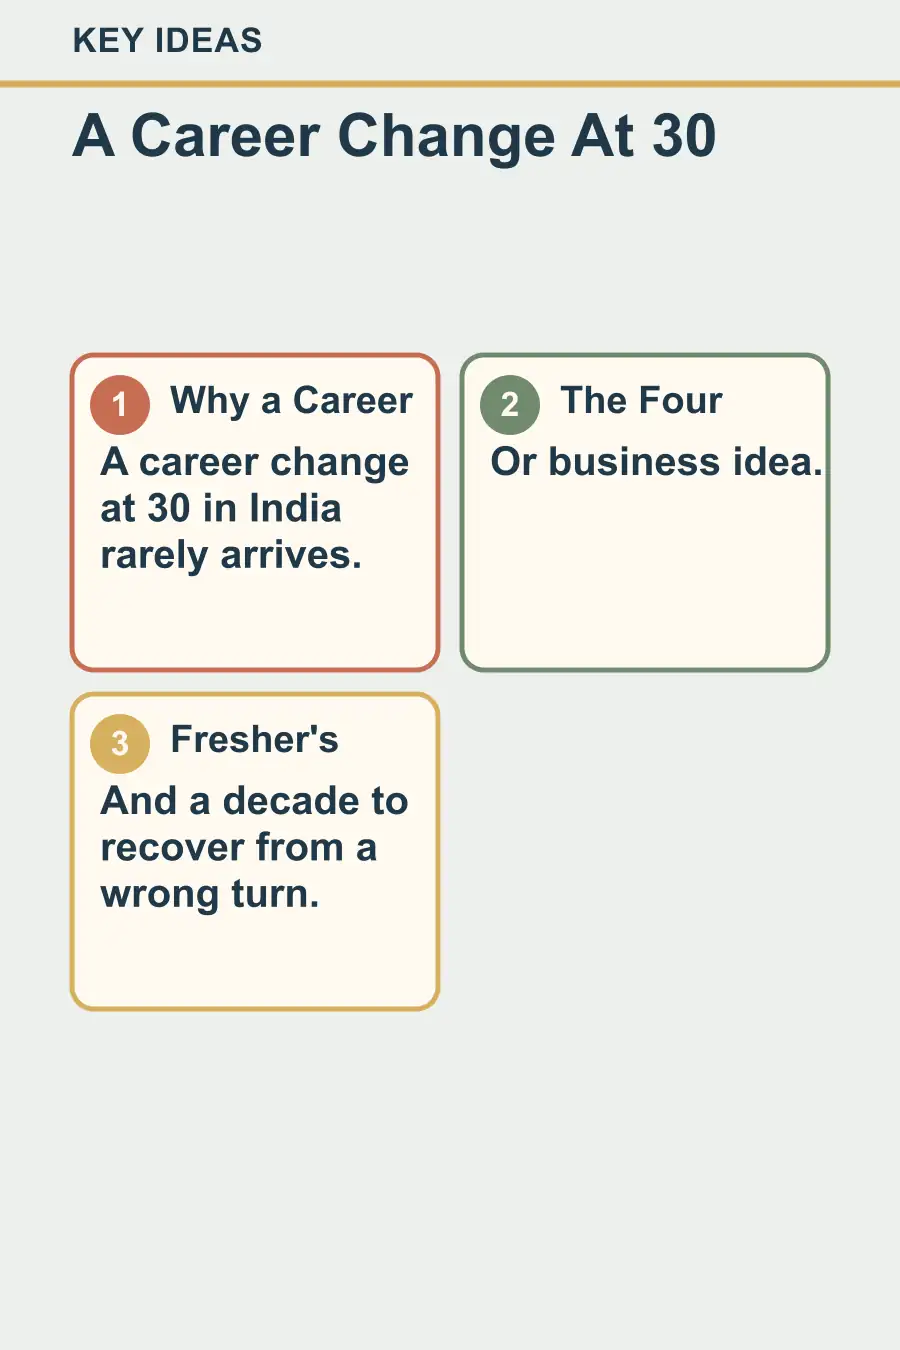 KEY IDEAS
A Career Change At 30
1 Why a Career
A career change
at 30 in India
rarely arrives.
2 The Four
Or business idea.
3 Fresher's
And a decade to
recover from a
wrong turn.